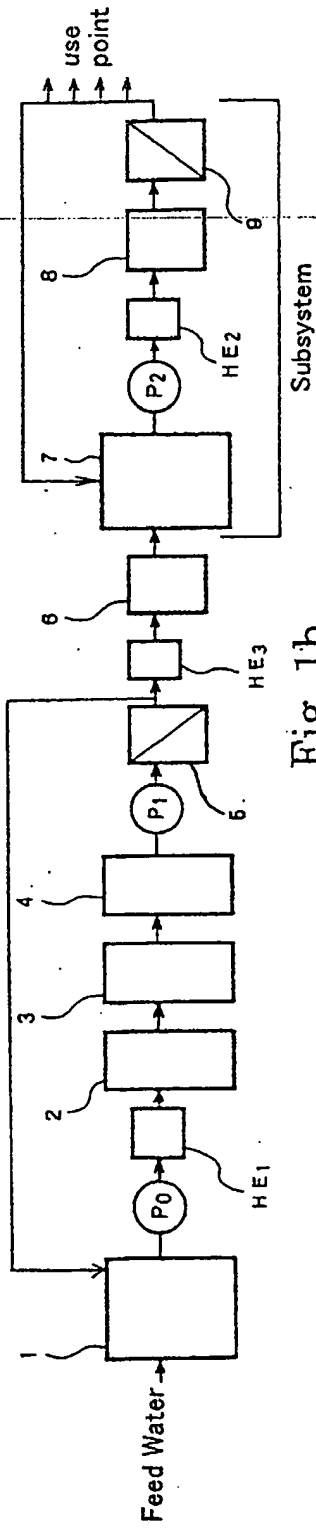 Feed Water
1
P0
HE1
2
3
4
P1
5.
HE3
6
7
P2
HE2
8
9
use
point
Subsystem
Fig. 1b